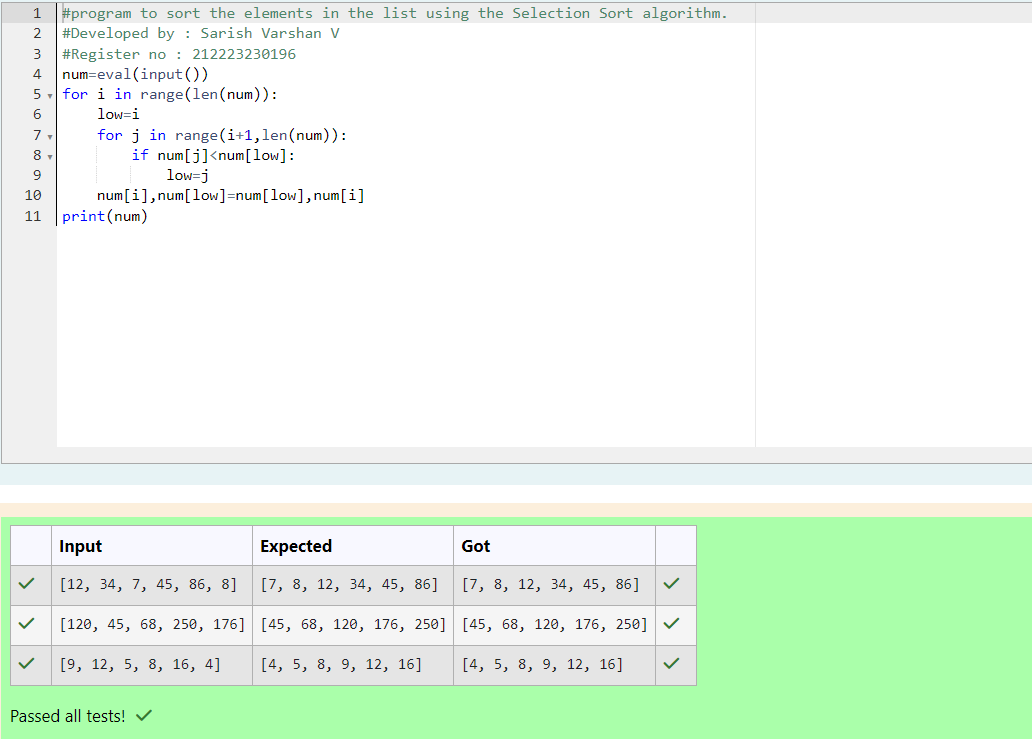 1 #program to sort the elements in the list using the Selection Sort algorithm.
2 #Developed by : Sarish Varshan V
3 #Register no : 212223230196
4 num=eval(input())
5 for i in range(len(num)):
6     low=i
7     for j in range(i+1,len(num)):
8         if num[j]<num[low]:
9             low=j
10     num[i],num[low]=num[low],num[i]
11 print(num)
Input Expected Got
[12, 34, 7, 45, 86, 8] [7, 8, 12, 34, 45, 86] [7, 8, 12, 34, 45, 86]
[120, 45, 68, 250, 176] [45, 68, 120, 176, 250] [45, 68, 120, 176, 250]
[9, 12, 5, 8, 16, 4] [4, 5, 8, 9, 12, 16] [4, 5, 8, 9, 12, 16]
Passed all tests!